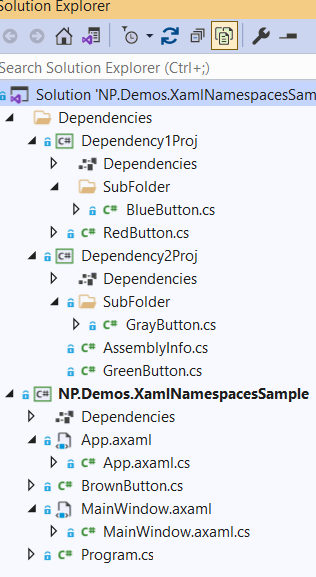 Solution Explorer
Search Solution Explorer (Ctrl+;)
Solution 'NP.Demos.XamlNamespacesSam
Dependencies
C# Dependency1Proj
Dependencies
SubFolder
C# BlueButton.cs
C# RedButton.cs
C# Dependency2Proj
Dependencies
SubFolder
C# GrayButton.cs
C# AssemblyInfo.cs
C# GreenButton.cs
C# NP.Demos.XamlNamespacesSample
Dependencies
App.axaml
C# App.axaml.cs
C# BrownButton.cs
MainWindow.axaml
C# MainWindow.axaml.cs
C# Program.cs